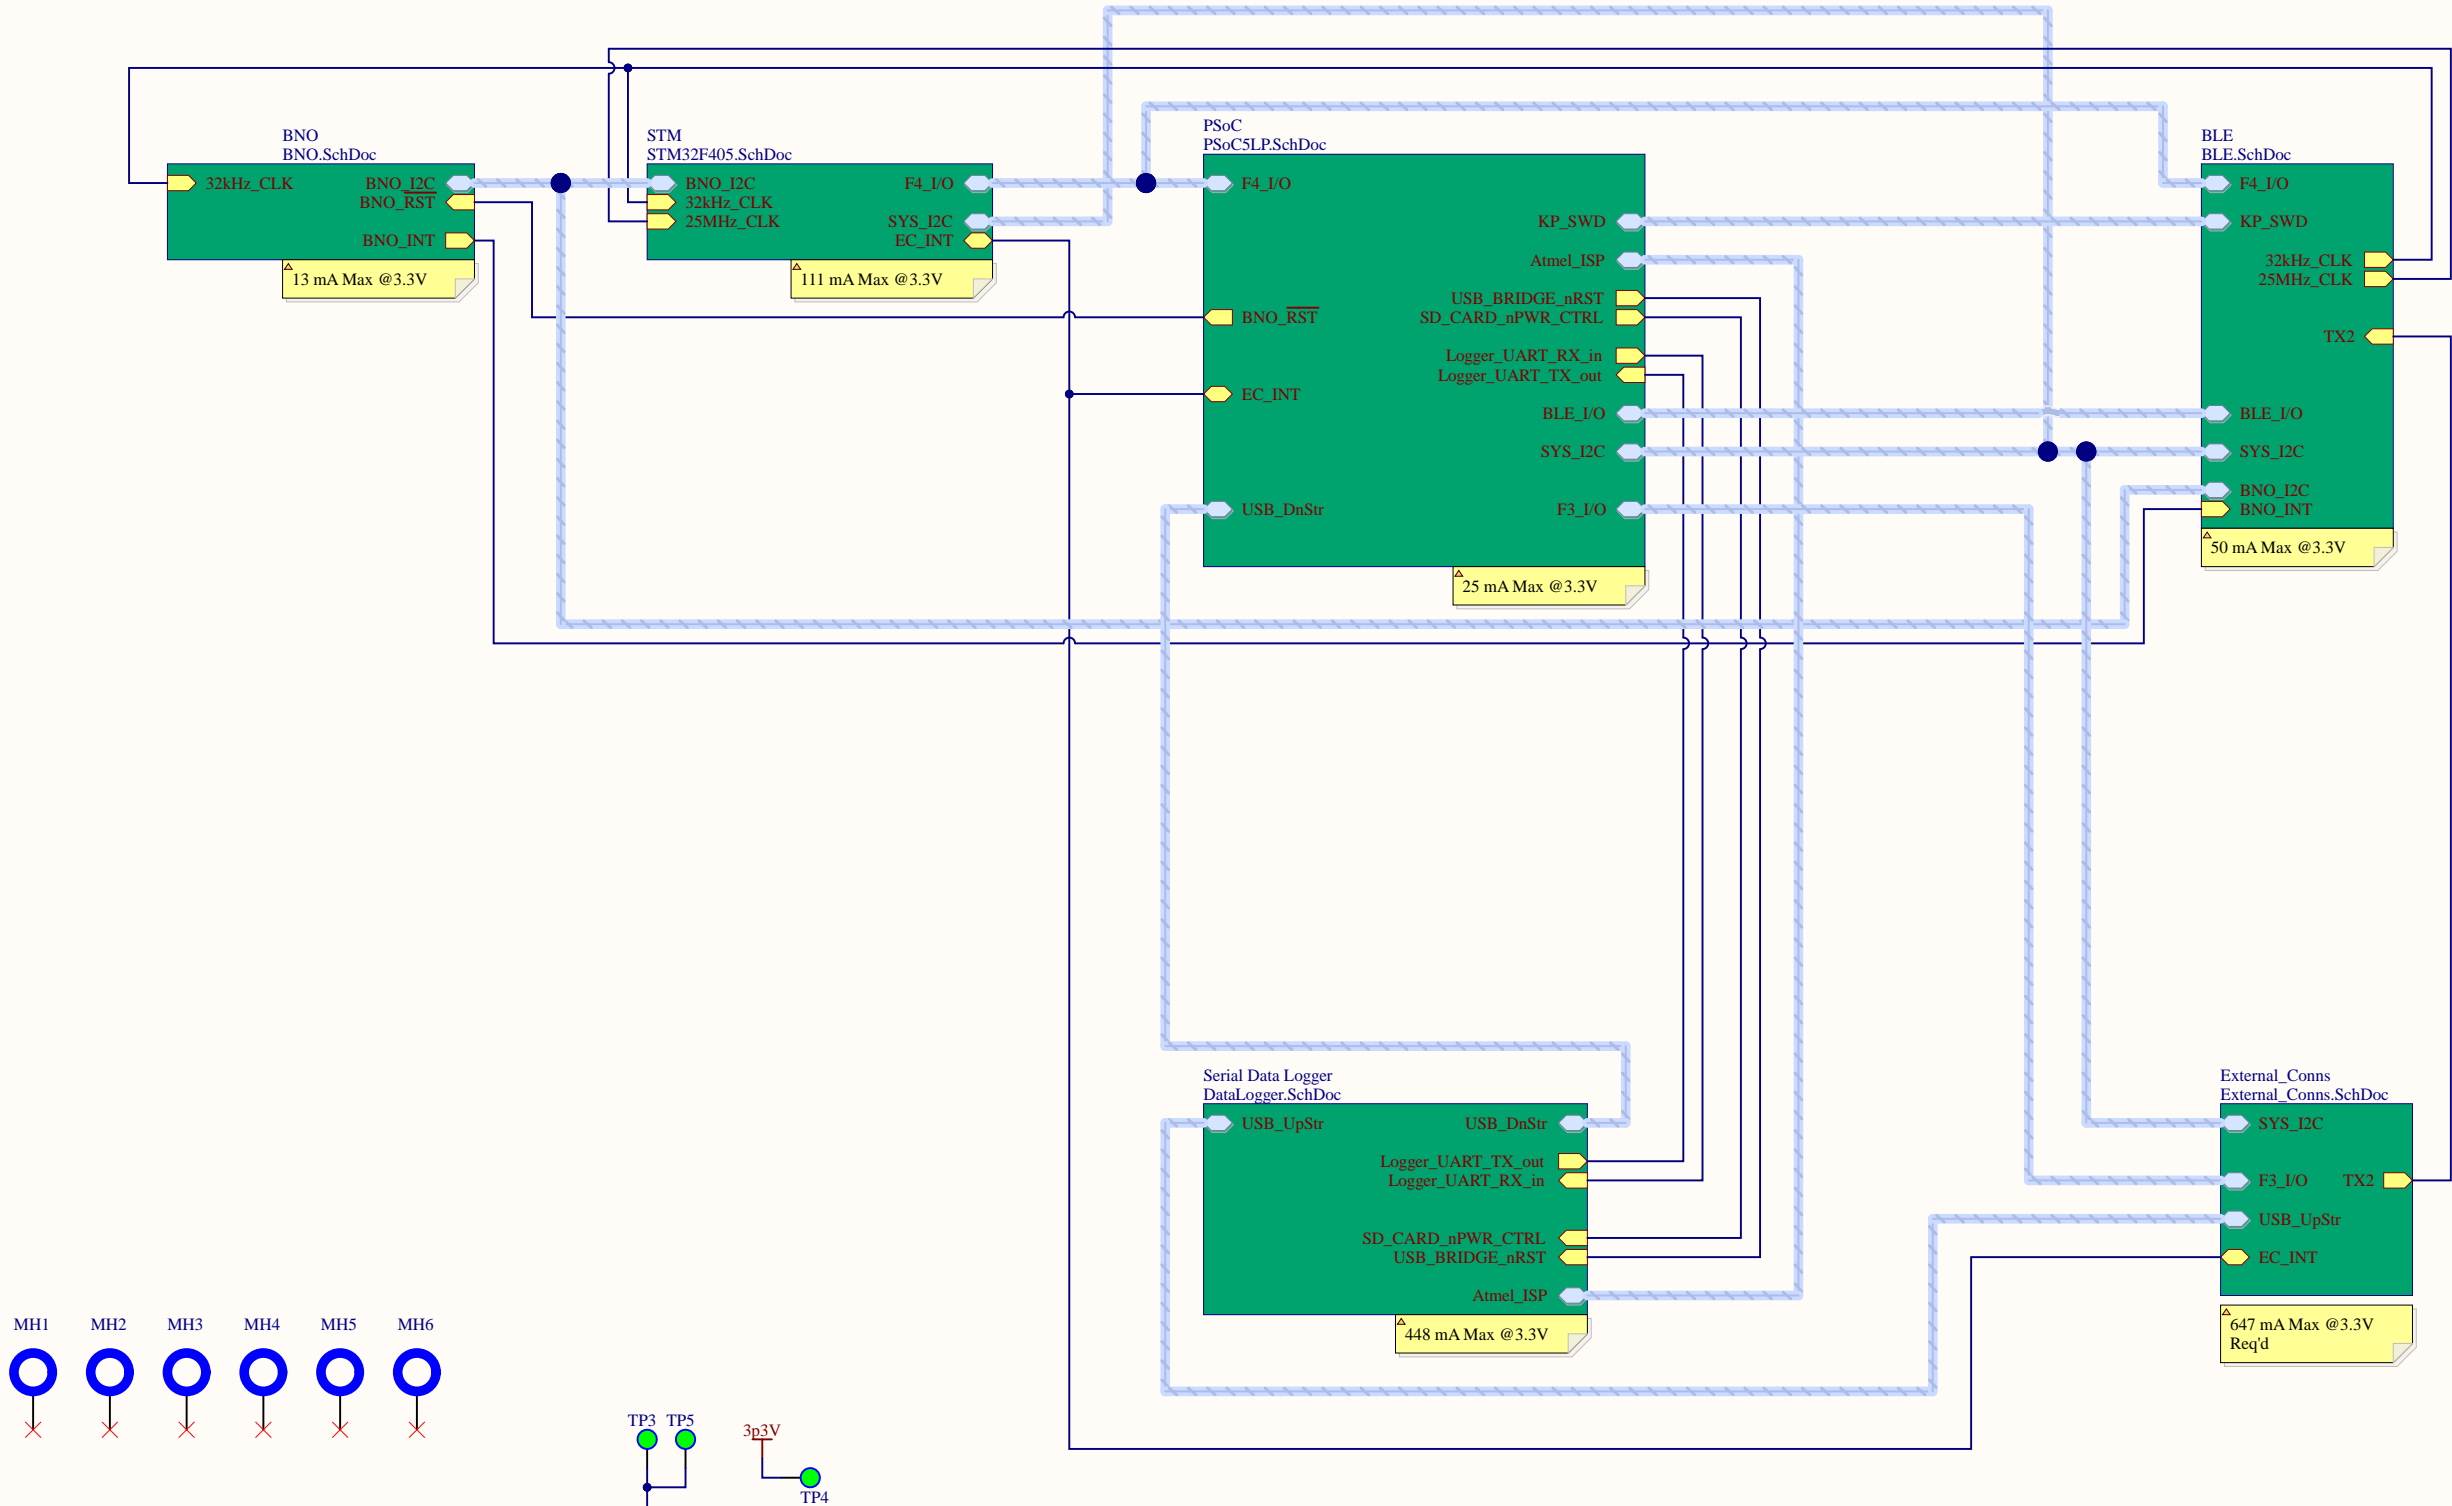 BNO
BNO.SchDoc
32kHz_CLK
BNO_I2C
BNO_RST
BNO_INT
13 mA Max @3.3V
STM
STM32F405.SchDoc
BNO_I2C
32kHz_CLK
25MHz_CLK
F4_I/O
SYS_I2C
EC_INT
111 mA Max @3.3V
PSoC
PSoC5LP.SchDoc
F4_I/O
BNO_RST
EC_INT
USB_DnStr
KP_SWD
Atmel_ISP
USB_BRIDGE_nRST
SD_CARD_nPWR_CTRL
Logger_UART_RX_in
Logger_UART_TX_out
BLE_I/O
SYS_I2C
F3_I/O
25 mA Max @3.3V
BLE
BLE.SchDoc
F4_I/O
KP_SWD
32kHz_CLK
25MHz_CLK
TX2
BLE_I/O
SYS_I2C
BNO_I2C
BNO_INT
50 mA Max @3.3V
Serial Data Logger
DataLogger.SchDoc
USB_UpStr
USB_DnStr
Logger_UART_TX_out
Logger_UART_RX_in
SD_CARD_nPWR_CTRL
USB_BRIDGE_nRST
Atmel_ISP
448 mA Max @3.3V
External_Conns
External_Conns.SchDoc
SYS_I2C
F3_I/O
TX2
USB_UpStr
EC_INT
647 mA Max @3.3V
Req'd
MH1
MH2
MH3
MH4
MH5
MH6
TP3
TP5
3p3V
TP4